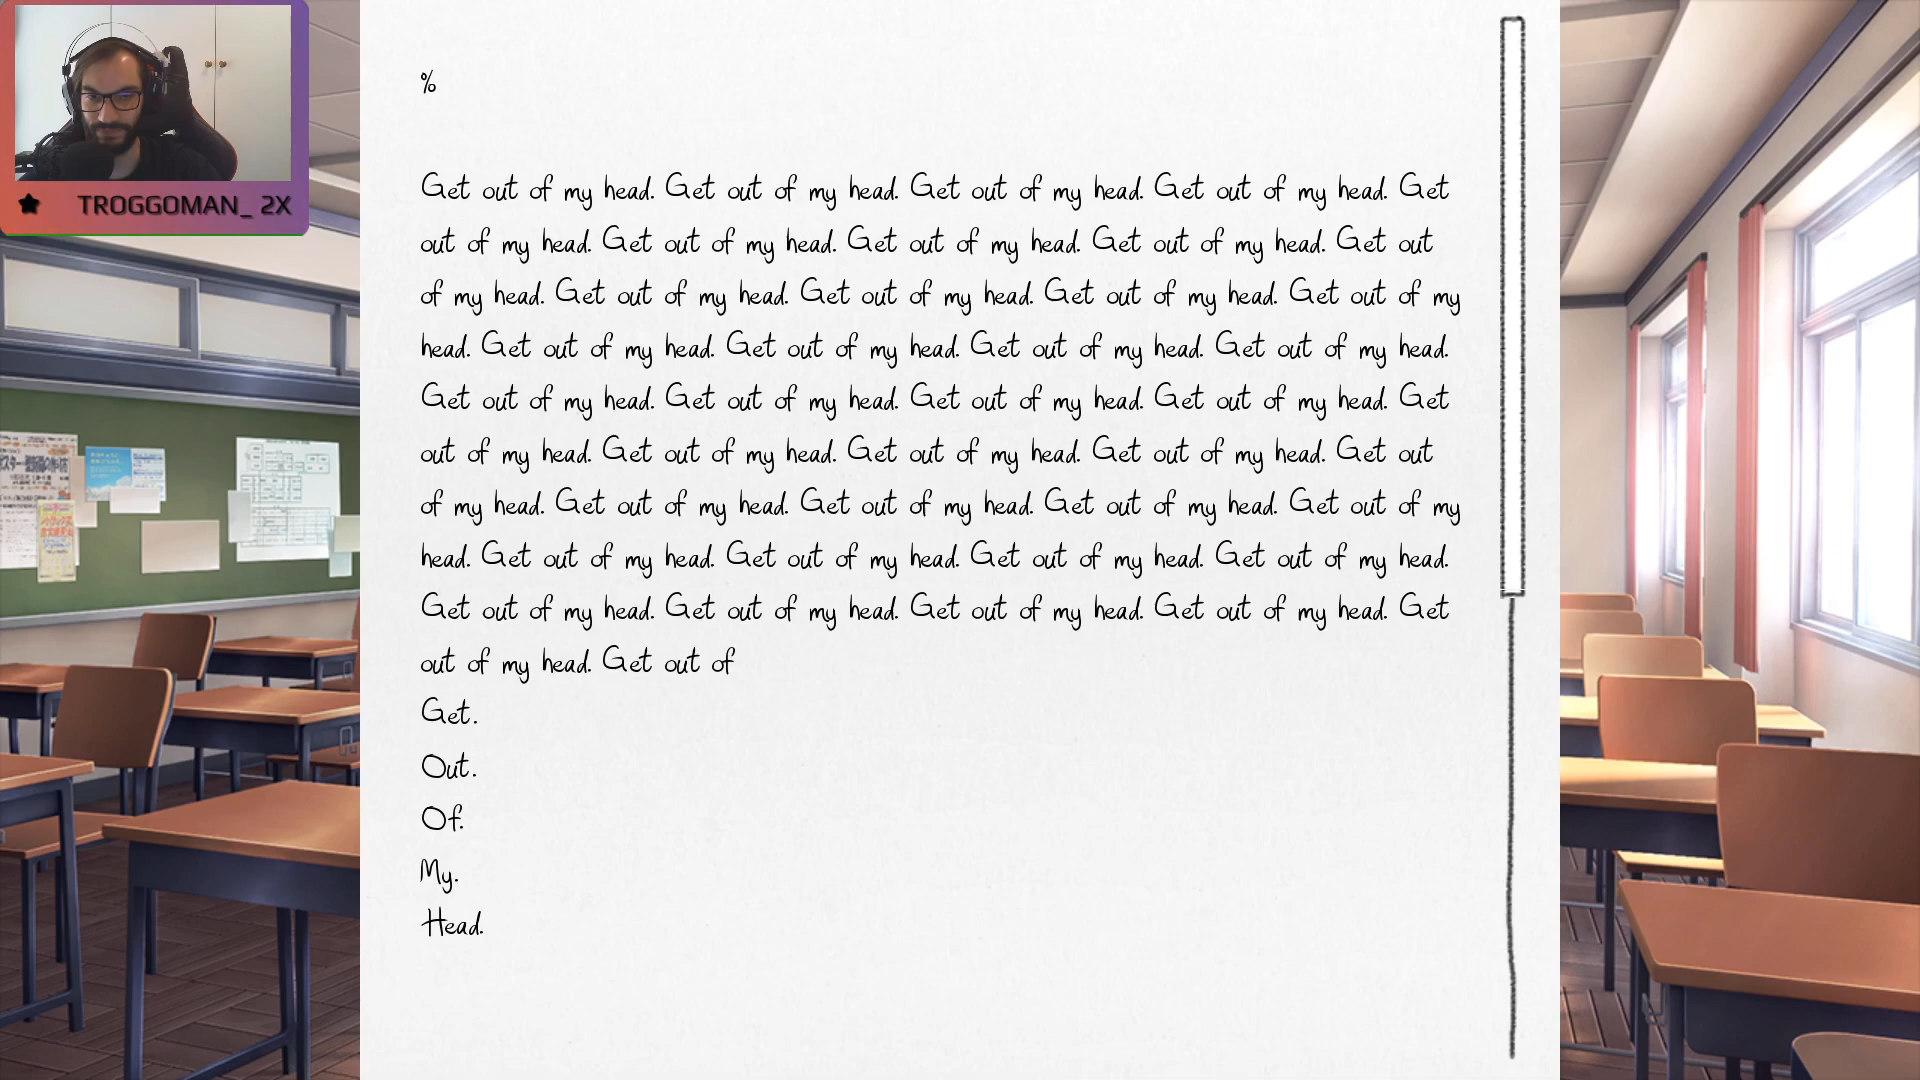 TROGGOMAN_ 2X
%
Get out of my head. Get out of my head. Get out of my head. Get out of my head. Get
out of my head. Get out of my head. Get out of my head. Get out of my head. Get out
of my head. Get out of my head. Get out of my head. Get out of my head. Get out of my
head. Get out of my head. Get out of my head. Get out of my head. Get out of my head.
Get out of my head. Get out of my head. Get out of my head. Get out of my head. Get
out of my head. Get out of my head. Get out of my head. Get out of my head. Get out
of my head. Get out of my head. Get out of my head. Get out of my head. Get out of my
head. Get out of my head. Get out of my head. Get out of my head. Get out of my head.
Get out of my head. Get out of my head. Get out of my head. Get out of my head. Get
out of my head. Get out of
Get.
Out.
Of.
My.
Head.